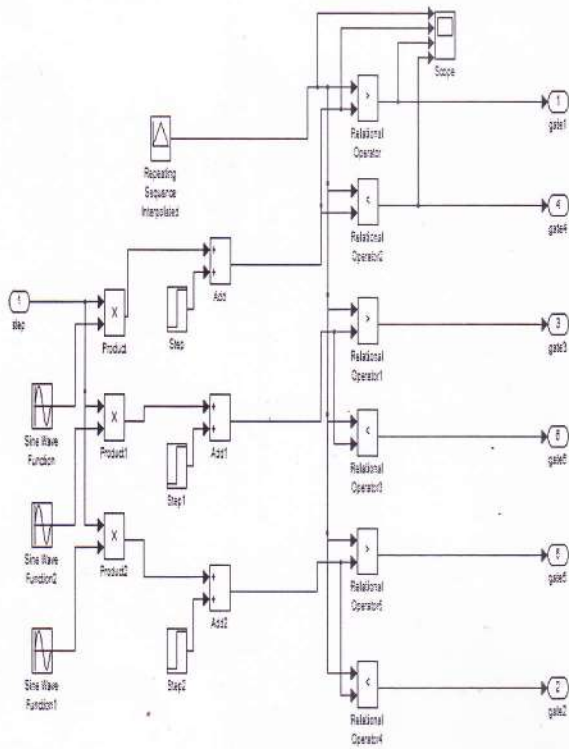 Scope
>
Relational
Operator
1
gate1
Repeating
Sequence
Interpolated
<
Relational
Operator2
4
gate4
1
step
X
Product
+
+
Add
Step
>
Relational
Operator1
3
gate3
Sine Wave
Function
X
Product1
+
+
Add1
Step1
<
Relational
Operator3
6
gate6
Sine Wave
Function2
X
Product2
+
+
Add2
Step2
>
Relational
Operator5
5
gate5
Sine Wave
Function1
<
Relational
Operator4
2
gate2